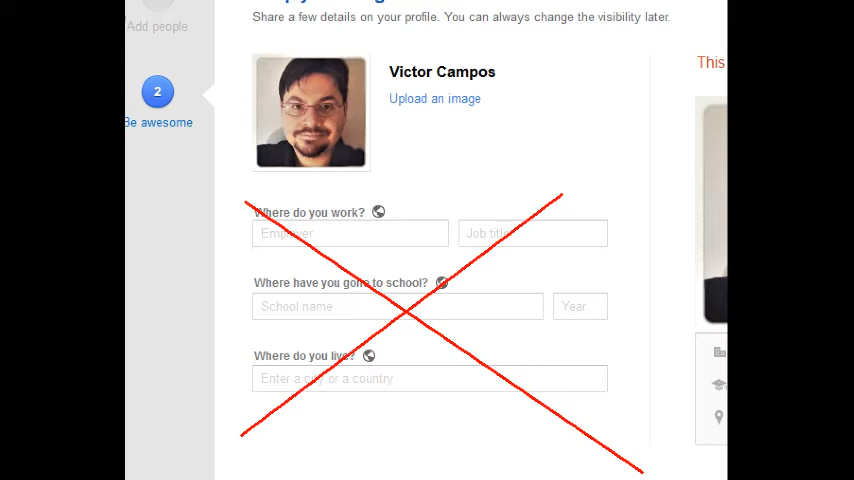 Share a few details on your profile. You can always change the visibility later.
Add people
Victor Campos
This
Upload an image
2
Be awesome
Where do you work?
Employer
Job title
Where have you gone to school?
School name
Year
Where do you live?
Enter a city or a country